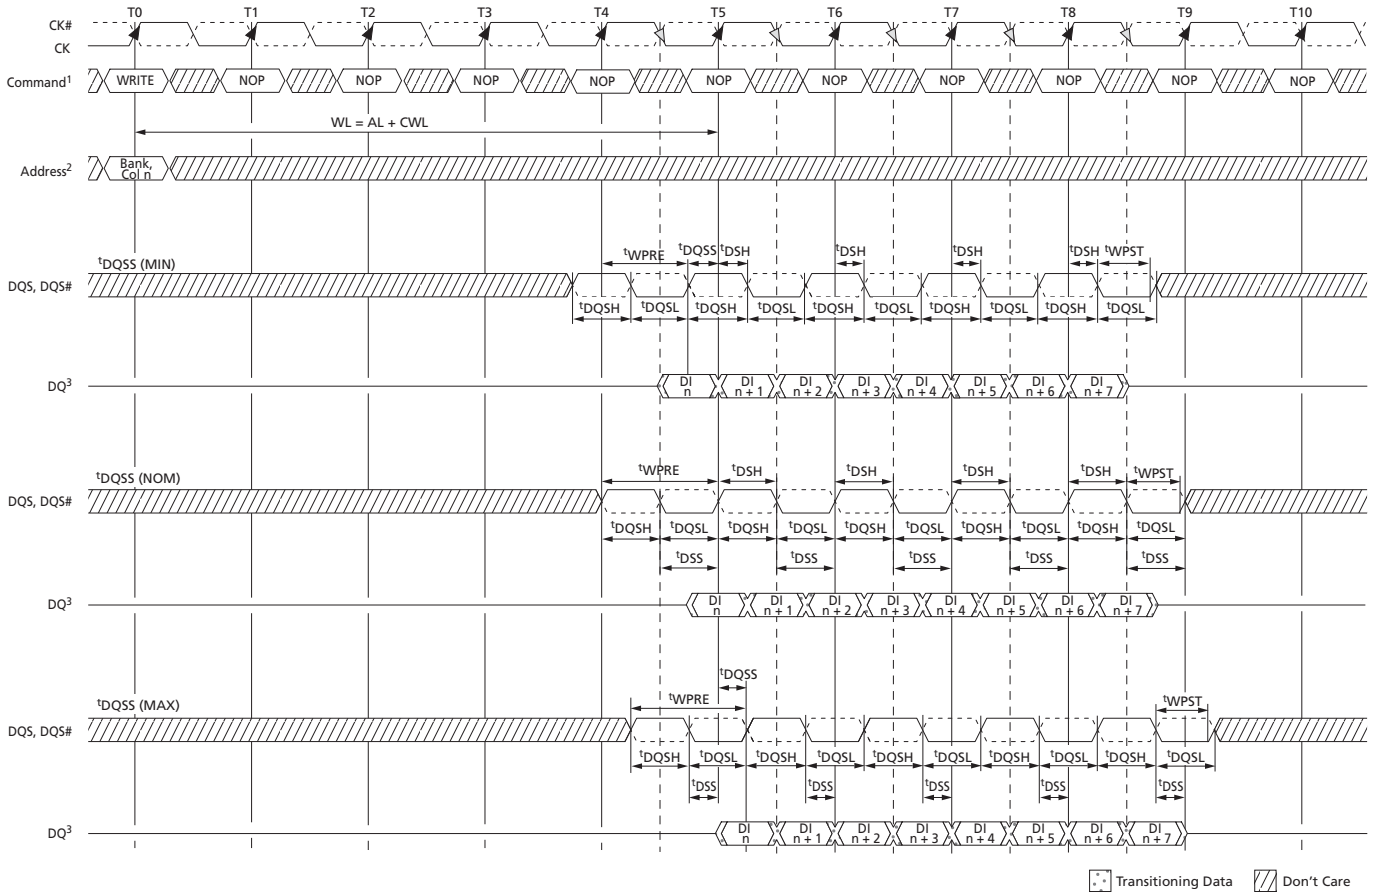 T0 T1 T2 T3 T4 T5 T6 T7 T8 T9 T10
CK#
CK
Command1 WRITE NOP NOP NOP NOP NOP NOP NOP NOP NOP NOP
WL = AL + CWL
Address2 Bank,
Col n
tDQSS (MIN) tWPRE tDQSS tDSH tDSH tDSH tDSH tWPST
DQS, DQS#
tDQSH tDQSL tDQSH tDQSL tDQSH tDQSL tDQSH tDQSL tDQSH tDQSL
DI DI DI DI DI DI DI DI
DQ3
n n + 1 n + 2 n + 3 n + 4 n + 5 n + 6 n + 7
tDQSS (NOM) tWPRE tDSH tDSH tDSH tDSH tWPST
DQS, DQS#
tDQSH tDQSL tDQSH tDQSL tDQSH tDQSL tDQSH tDQSL tDQSH tDQSL
tDSS tDSS tDSS tDSS tDSS
DI DI DI DI DI DI DI DI
DQ3
n n + 1 n + 2 n + 3 n + 4 n + 5 n + 6 n + 7
tDQSS
tDQSS (MAX) tWPRE tWPST
DQS, DQS#
tDQSH tDQSL tDQSH tDQSL tDQSH tDQSL tDQSH tDQSL tDQSH tDQSL
tDSS tDSS tDSS tDSS tDSS
DI DI DI DI DI DI DI DI
DQ3
n n + 1 n + 2 n + 3 n + 4 n + 5 n + 6 n + 7
Transitioning Data Don't Care